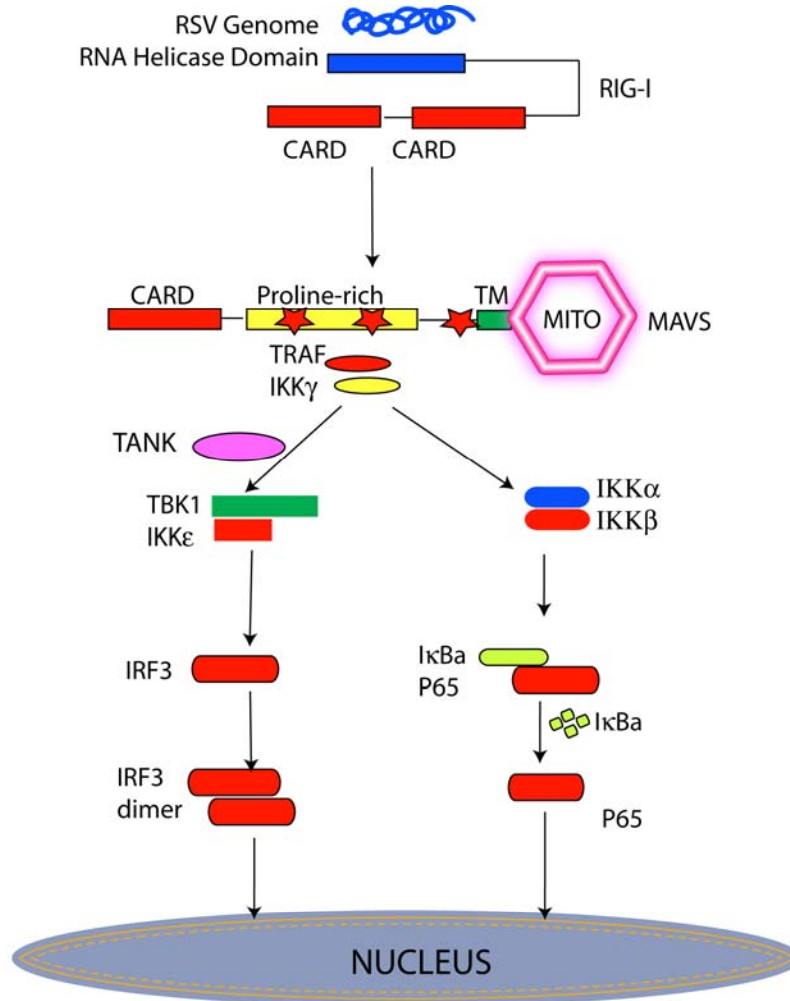 RSV Genome
RNA Helicase Domain
RIG-I
CARD CARD
CARD Proline-rich TM
MITO MAVS
TRAF
IKKγ
TANK
TBK1
IKKε
IKKα
IKKβ
IRF3
IκBa
P65
IκBa
IRF3
dimer
P65
NUCLEUS